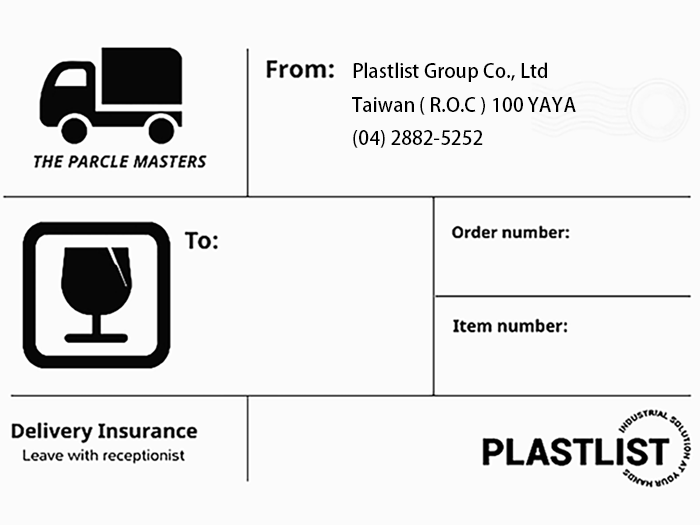 THE PARCLE MASTERS
From: Plastlist Group Co., Ltd
Taiwan ( R.O.C ) 100 YAYA
(04) 2882-5252
To:
Order number:
Item number:
Delivery Insurance
Leave with receptionist
PLASTLIST
INDUSTRIAL SOLUTION AT YOUR HANDS